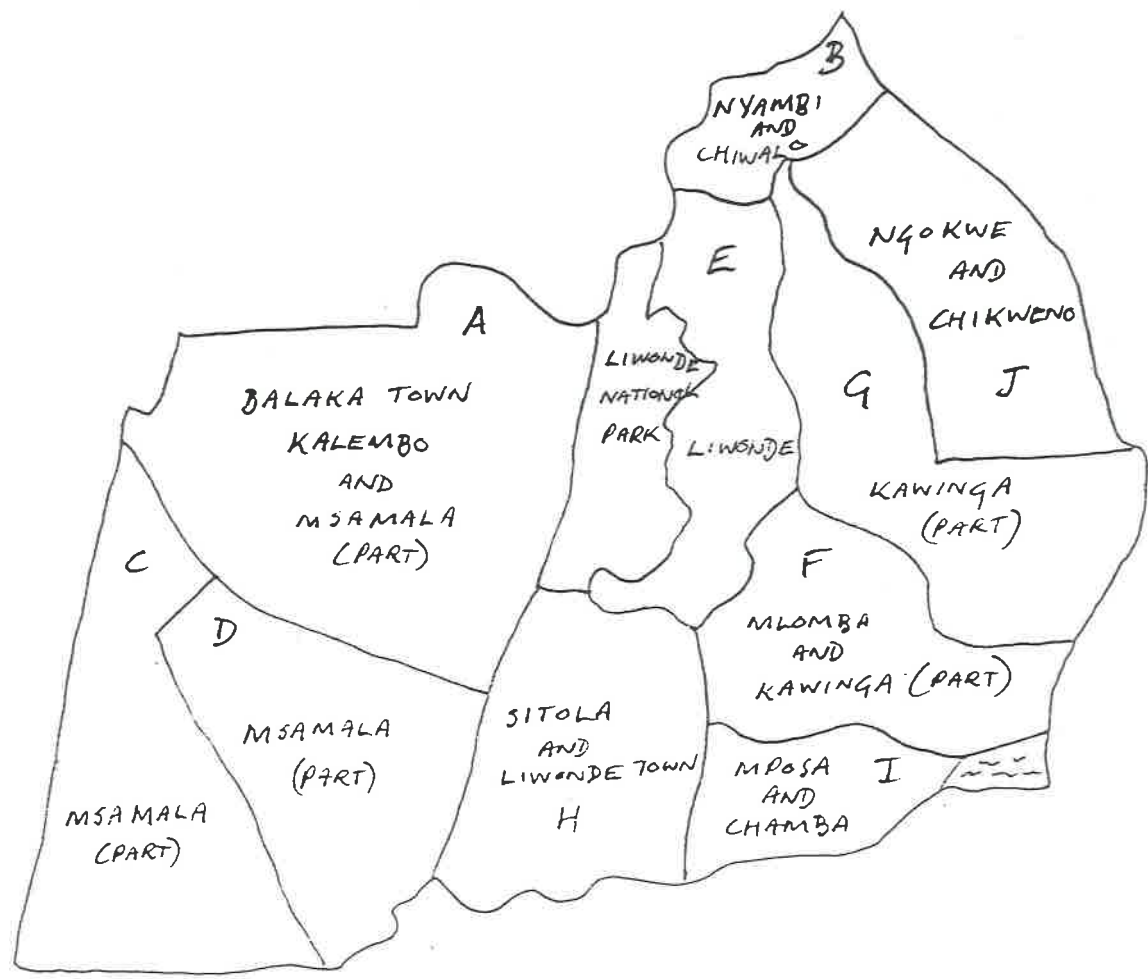 B
NYAMBI
AND
CHIWALO
E
NGOKWE
AND
CHIKWENO
J
A
BALAKA TOWN
KALEMBO
AND
MSAMALA
(PART)
LIWONDE
NATIONAL
PARK
LIWONDE
G
KAWINGA
(PART)
C
D
F
MLOMBA
AND
KAWINGA (PART)
MSAMALA
(PART)
SITOLA
AND
LIWONDE TOWN
H
MPOSA
AND
CHAMBA
I
MSAMALA
(PART)